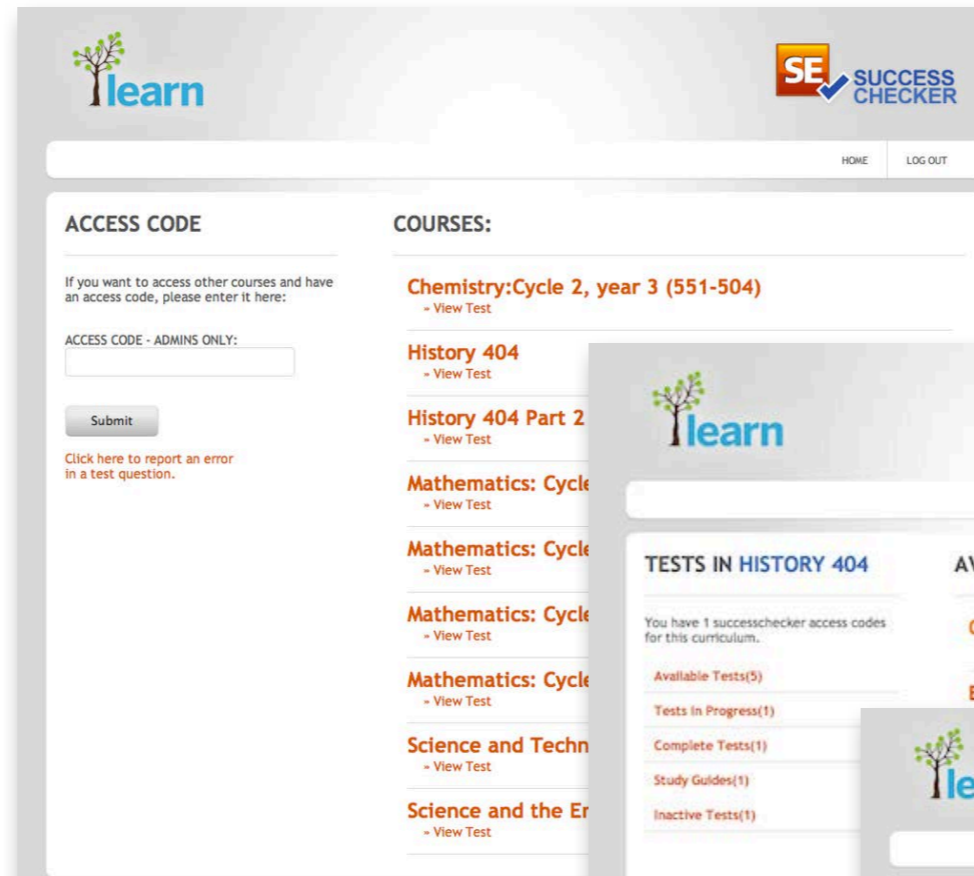 learn
SE SUCCESS
CHECKER
HOME LOG OUT
ACCESS CODE
If you want to access other courses and have
an access code, please enter it here:
ACCESS CODE - ADMINS ONLY:
Submit
Click here to report an error
in a test question.
COURSES:
Chemistry:Cycle 2, year 3 (551-504)
» View Test
History 404
» View Test
History 404 Part 2
» View Test
Mathematics: Cycle
» View Test
Mathematics: Cycle
» View Test
Mathematics: Cycle
» View Test
Mathematics: Cycle
» View Test
Science and Techn
» View Test
Science and the En
» View Test
learn
TESTS IN HISTORY 404
You have 1 successchecker access codes
for this curriculum.
Available Tests(5)
Tests In Progress(1)
Complete Tests(1)
Study Guides(1)
Inactive Tests(1)
AV
le